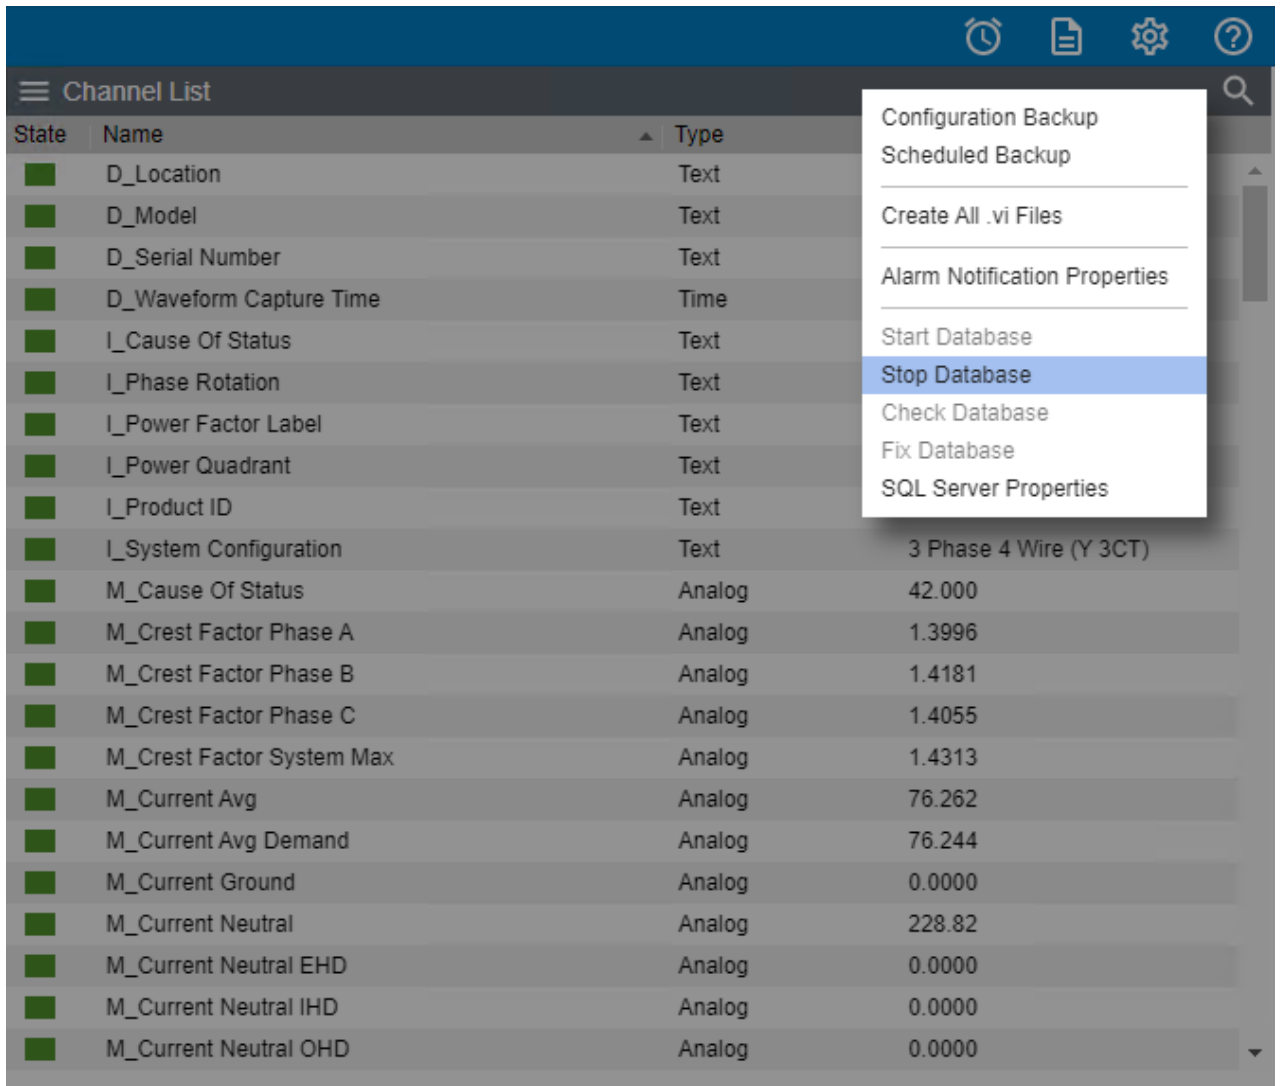 Channel List
State Name Type
Configuration Backup
Scheduled Backup
Create All .vi Files
Alarm Notification Properties
Start Database
Stop Database
Check Database
Fix Database
SQL Server Properties
D_Location Text
D_Model Text
D_Serial Number Text
D_Waveform Capture Time Time
I_Cause Of Status Text
I_Phase Rotation Text
I_Power Factor Label Text
I_Power Quadrant Text
I_Product ID Text
I_System Configuration Text 3 Phase 4 Wire (Y 3CT)
M_Cause Of Status Analog 42.000
M_Crest Factor Phase A Analog 1.3996
M_Crest Factor Phase B Analog 1.4181
M_Crest Factor Phase C Analog 1.4055
M_Crest Factor System Max Analog 1.4313
M_Current Avg Analog 76.262
M_Current Avg Demand Analog 76.244
M_Current Ground Analog 0.0000
M_Current Neutral Analog 228.82
M_Current Neutral EHD Analog 0.0000
M_Current Neutral IHD Analog 0.0000
M_Current Neutral OHD Analog 0.0000